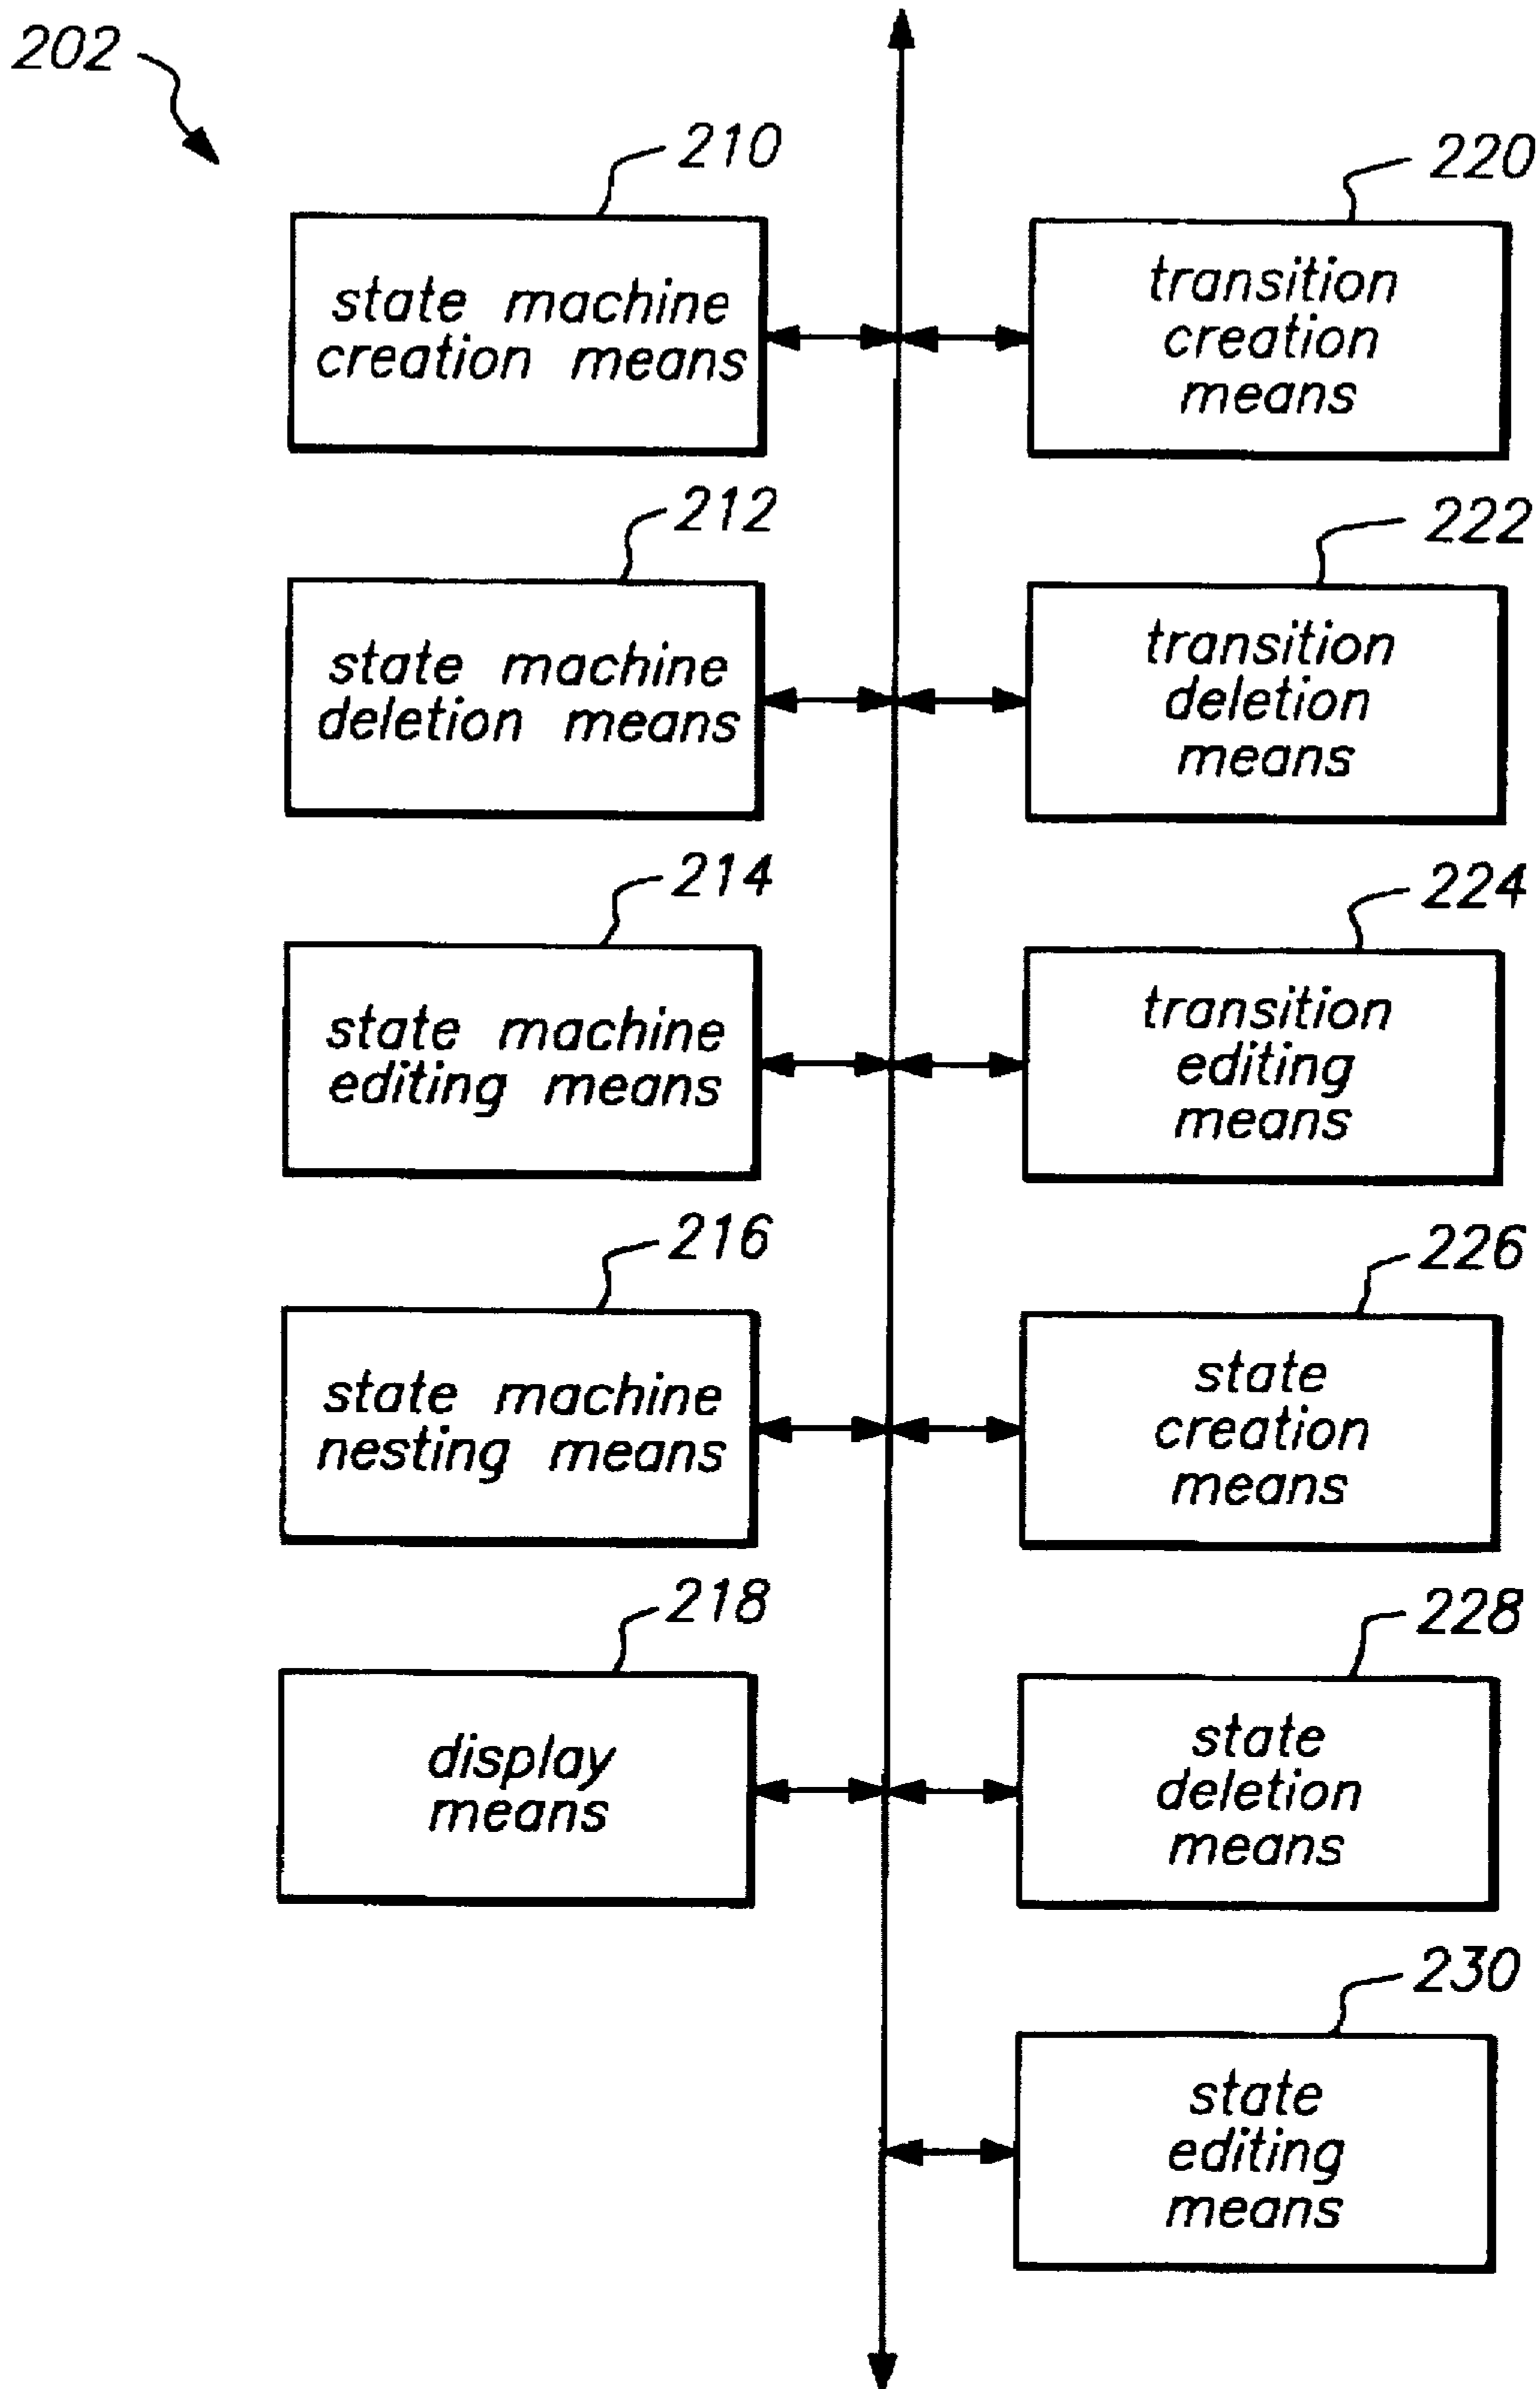 202
210
state machine
creation means
220
transition
creation
means
212
state machine
deletion means
222
transition
deletion
means
214
state machine
editing means
224
transition
editing
means
216
state machine
nesting means
226
state
creation
means
218
display
means
228
state
deletion
means
230
state
editing
means